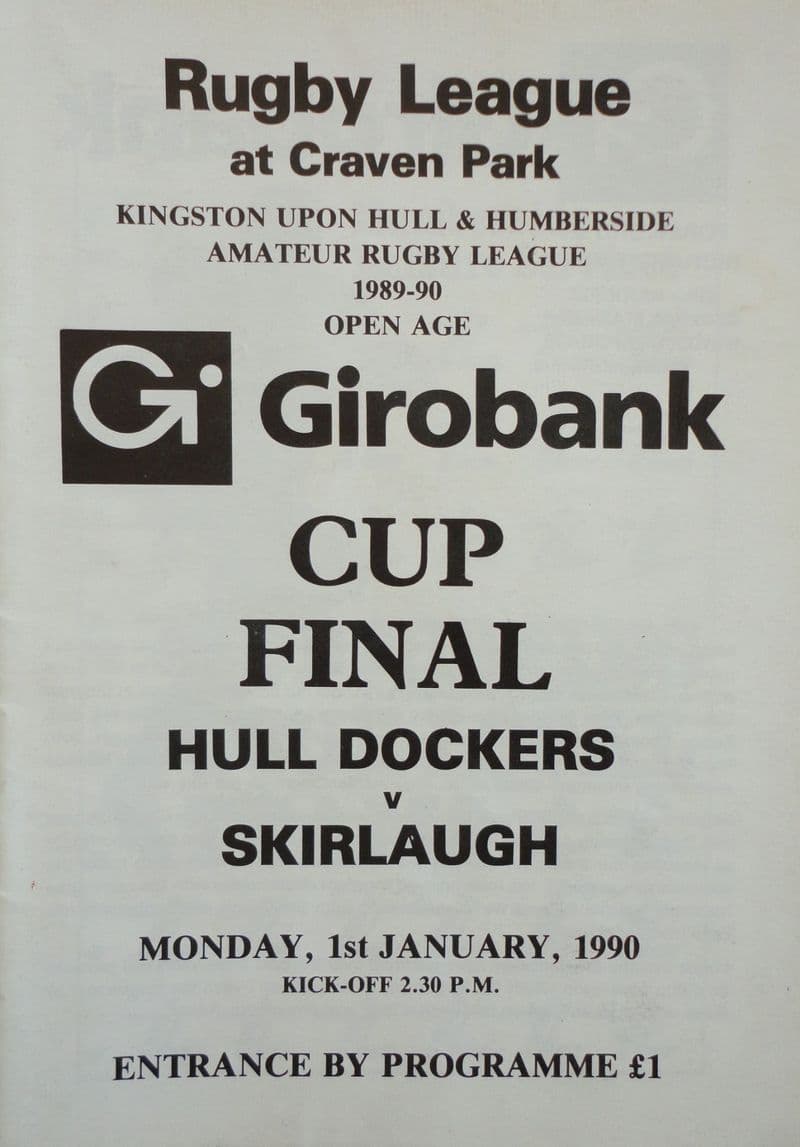 Rugby League
at Craven Park
KINGSTON UPON HULL & HUMBERSIDE
AMATEUR RUGBY LEAGUE
1989-90
OPEN AGE
Girobank
CUP
FINAL
HULL DOCKERS
v
SKIRLAUGH
MONDAY, 1st JANUARY, 1990
KICK-OFF 2.30 P.M.
ENTRANCE BY PROGRAMME £1